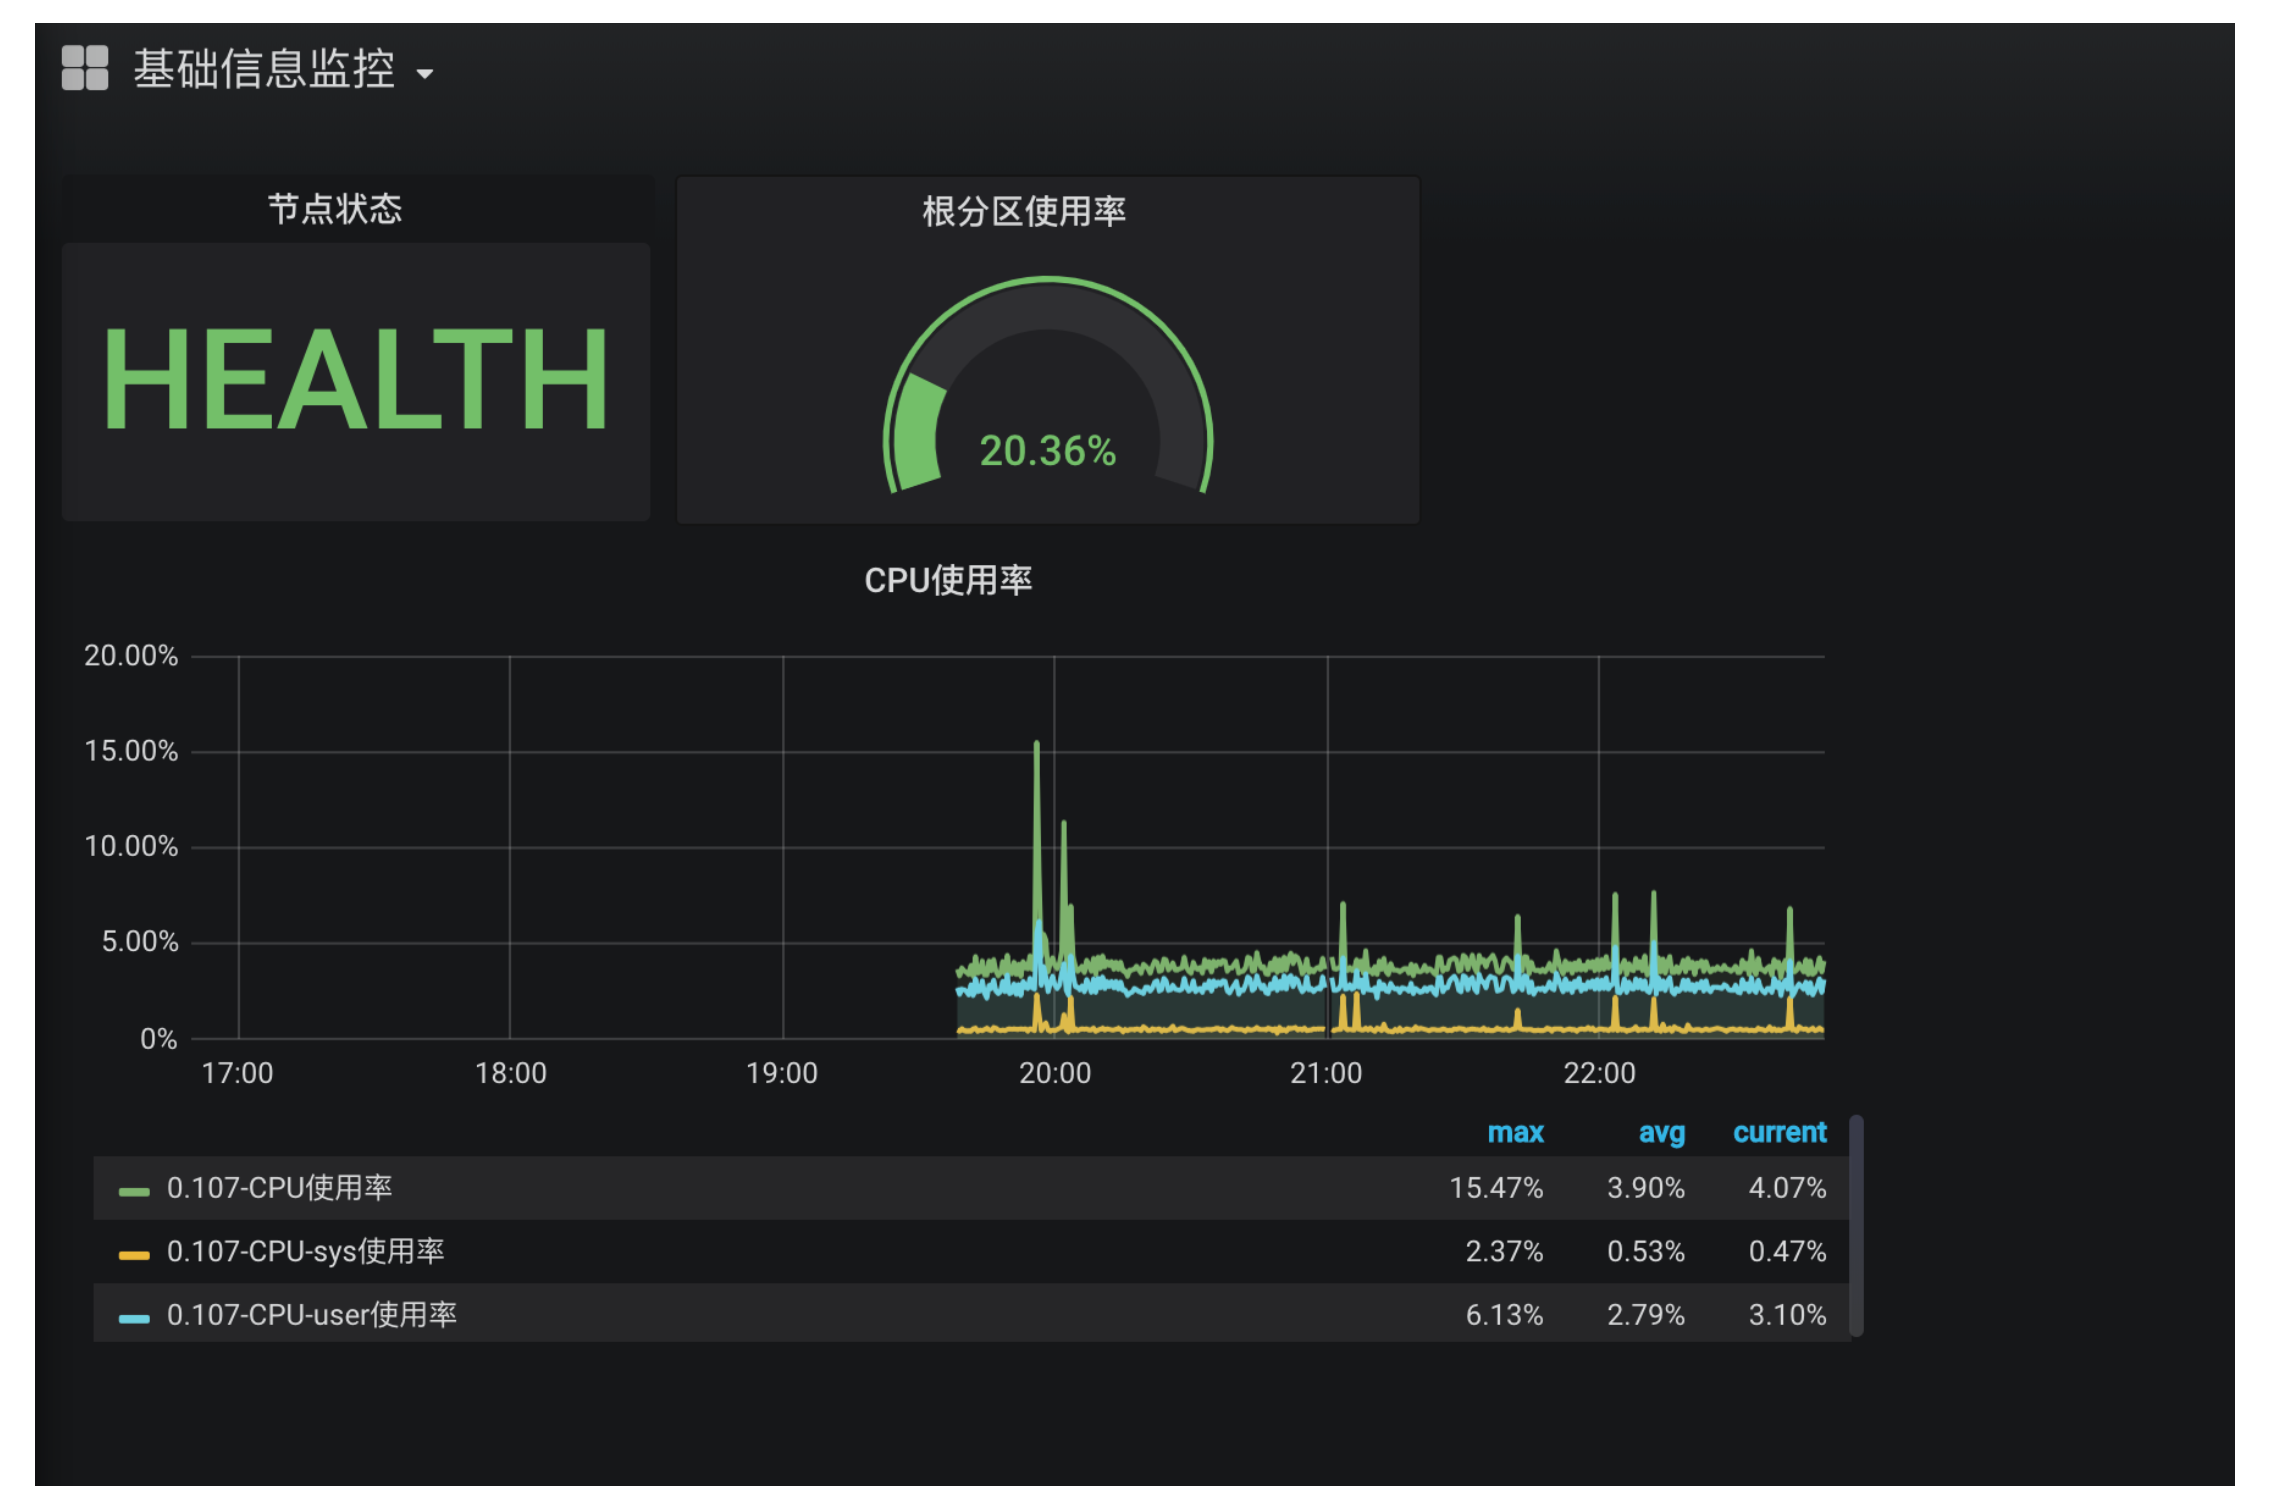 基础信息监控
节点状态
根分区使用率
HEALTH
20.36%
CPU使用率
20.00%
15.00%
10.00%
5.00%
0%
17:00 18:00 19:00 20:00 21:00 22:00
max avg current
0.107-CPU使用率 15.47% 3.90% 4.07%
0.107-CPU-sys使用率 2.37% 0.53% 0.47%
0.107-CPU-user使用率 6.13% 2.79% 3.10%